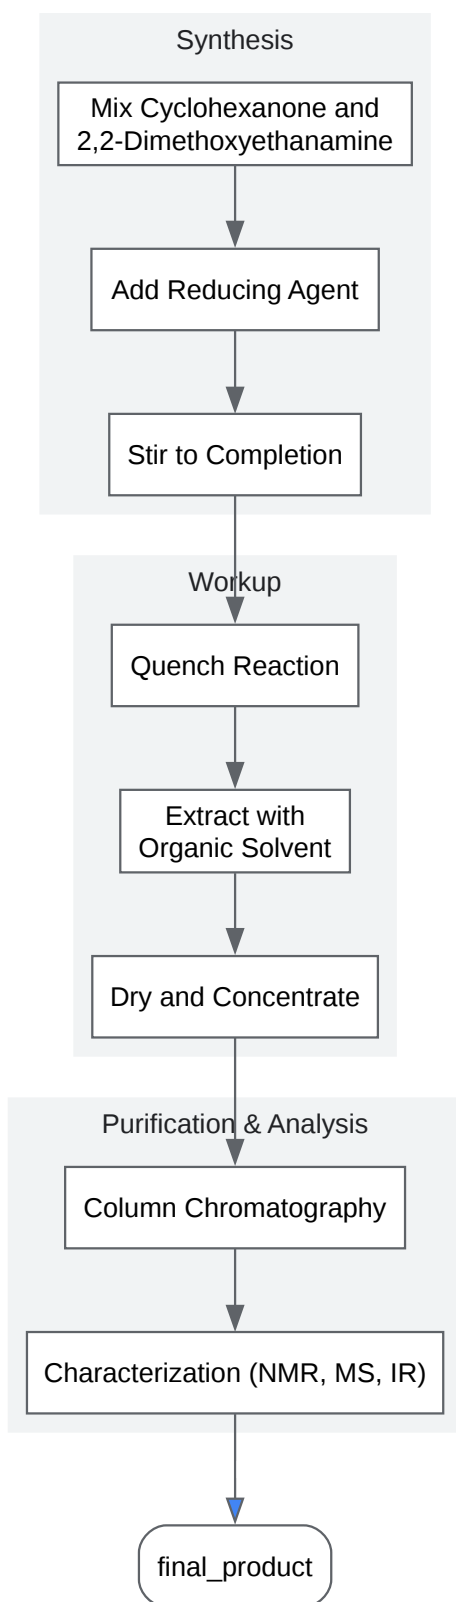 Synthesis
Mix Cyclohexanone and
2,2-Dimethoxyethanamine
Add Reducing Agent
Stir to Completion
Workup
Quench Reaction
Extract with
Organic Solvent
Dry and Concentrate
Purification & Analysis
Column Chromatography
Characterization (NMR, MS, IR)
final_product